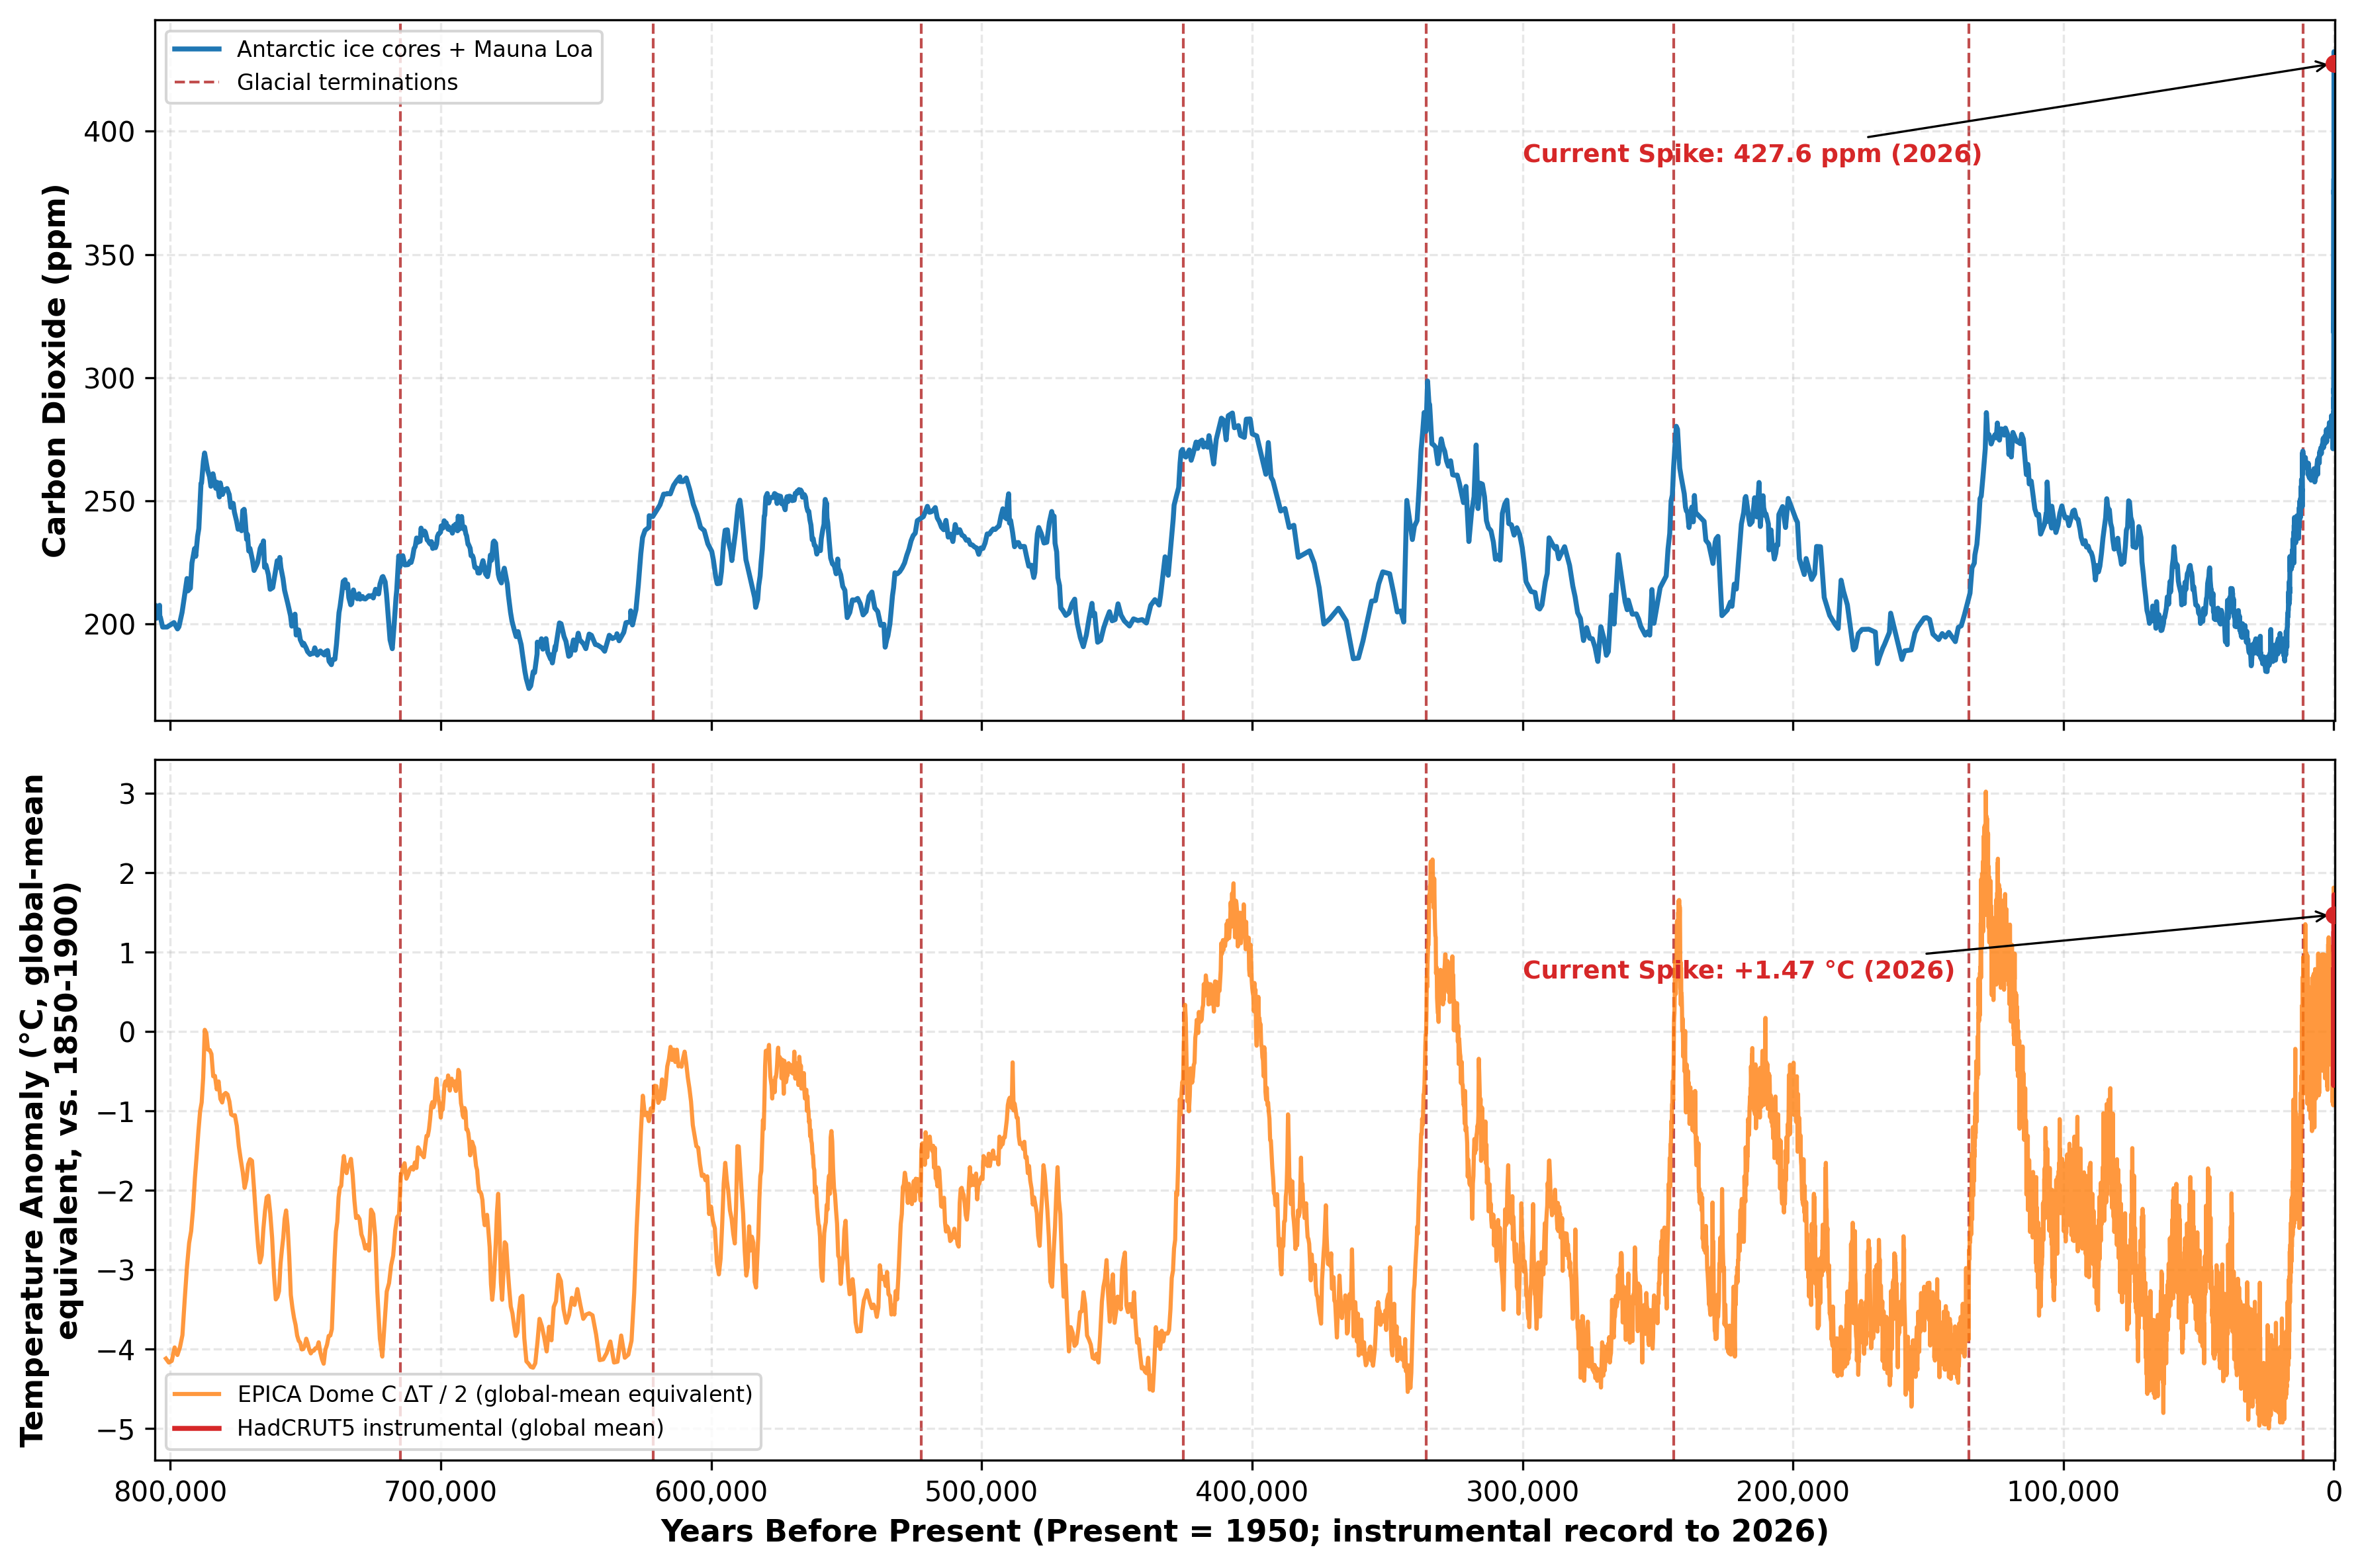 Antarctic ice cores + Mauna Loa
Glacial terminations
Carbon Dioxide (ppm)
400
350
300
250
200
Current Spike: 427.6 ppm (2026)
Temperature Anomaly (°C, global-mean
equivalent, vs. 1850-1900)
3
2
1
0
−1
−2
−3
−4
−5
Current Spike: +1.47 °C (2026)
EPICA Dome C ΔT / 2 (global-mean equivalent)
HadCRUT5 instrumental (global mean)
800,000 700,000 600,000 500,000 400,000 300,000 200,000 100,000 0
Years Before Present (Present = 1950; instrumental record to 2026)